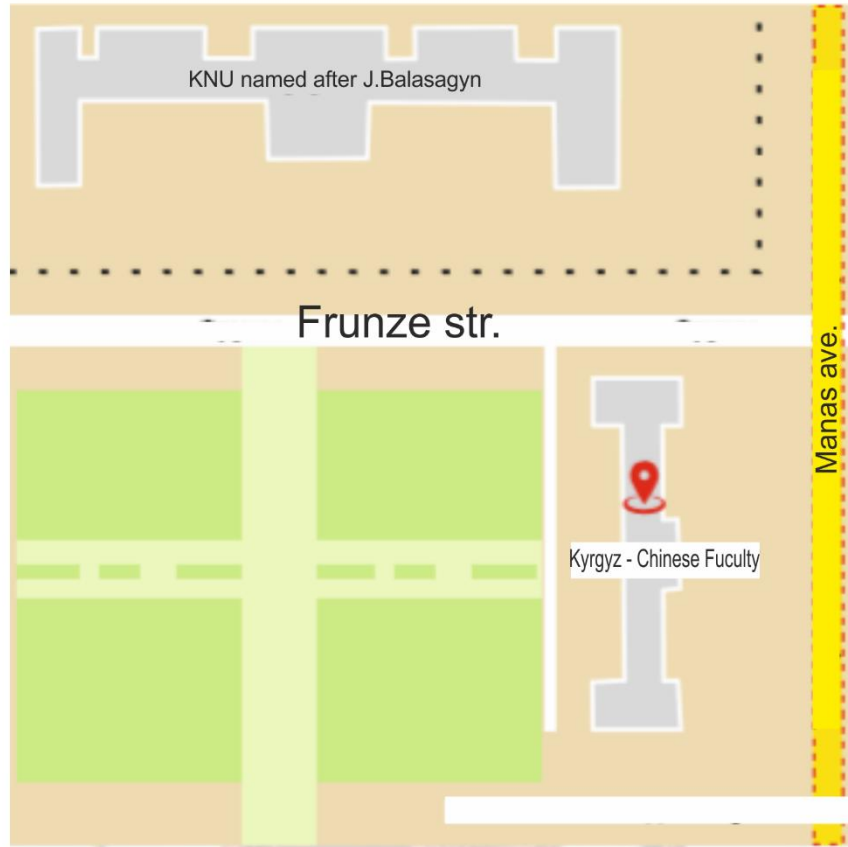 KNU named after J.Balasagyn
Frunze str.
Manas ave.
Kyrgyz - Chinese Fuculty